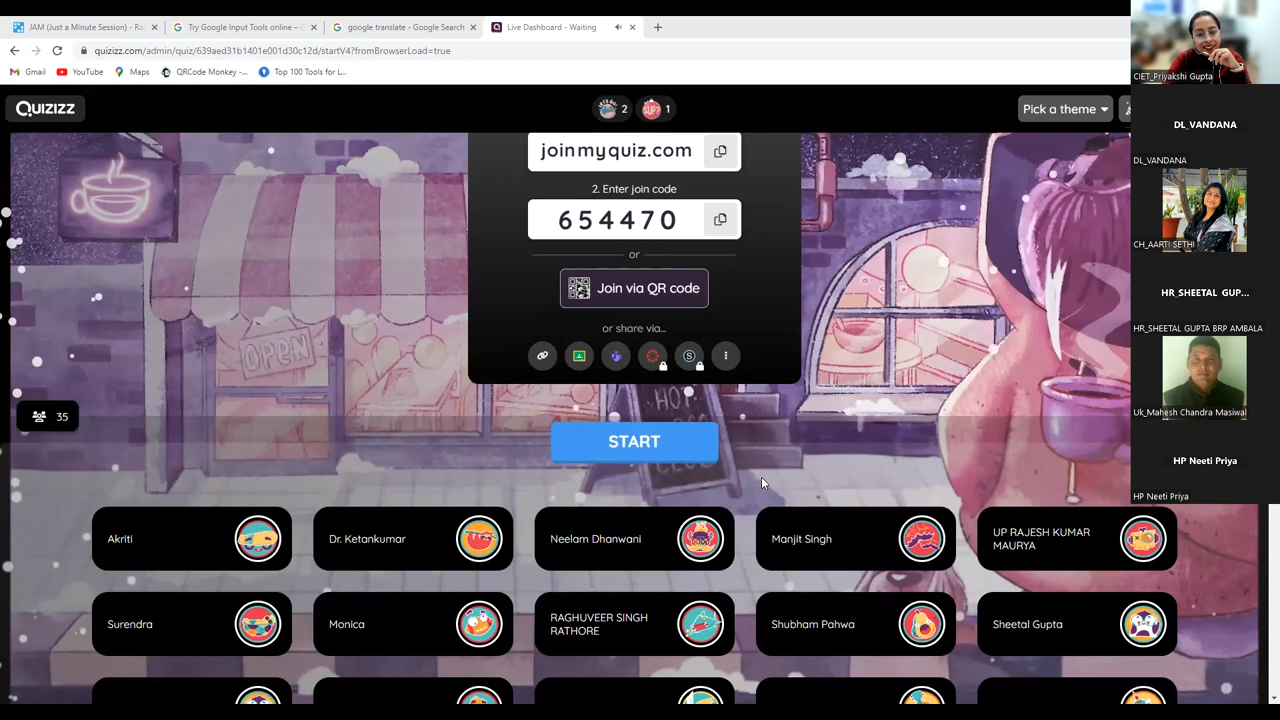 JAM (Just a Minute Session) - Ra
Try Google Input Tools online – G
google translate - Google Search
Live Dashboard - Waiting
quizizz.com/admin/quiz/639aed31b1401e001d30c12d/startV4?fromBrowserLoad=true
Gmail
YouTube
Maps
QRCode Monkey -...
Top 100 Tools for L...
CIET_Priyakshi Gupta
QUIZIZZ
2
SUP?
1
Pick a theme
DL_VANDANA
DL_VANDANA
joinmyquiz.com
2. Enter join code
654470
or
Join via QR code
or share via...
S
CH_AARTI SETHI
HR_SHEETAL GUP...
HR_SHEETAL GUPTA BRP AMBALA
Uk_Mahesh Chandra Masiwal
HP Neeti Priya
HP Neeti Priya
OPEN
HOT
35
START
Akriti
Dr. Ketankumar
Neelam Dhanwani
Manjit Singh
UP RAJESH KUMAR
MAURYA
Surendra
Monica
RAGHUVEER SINGH
RATHORE
Shubham Pahwa
Sheetal Gupta